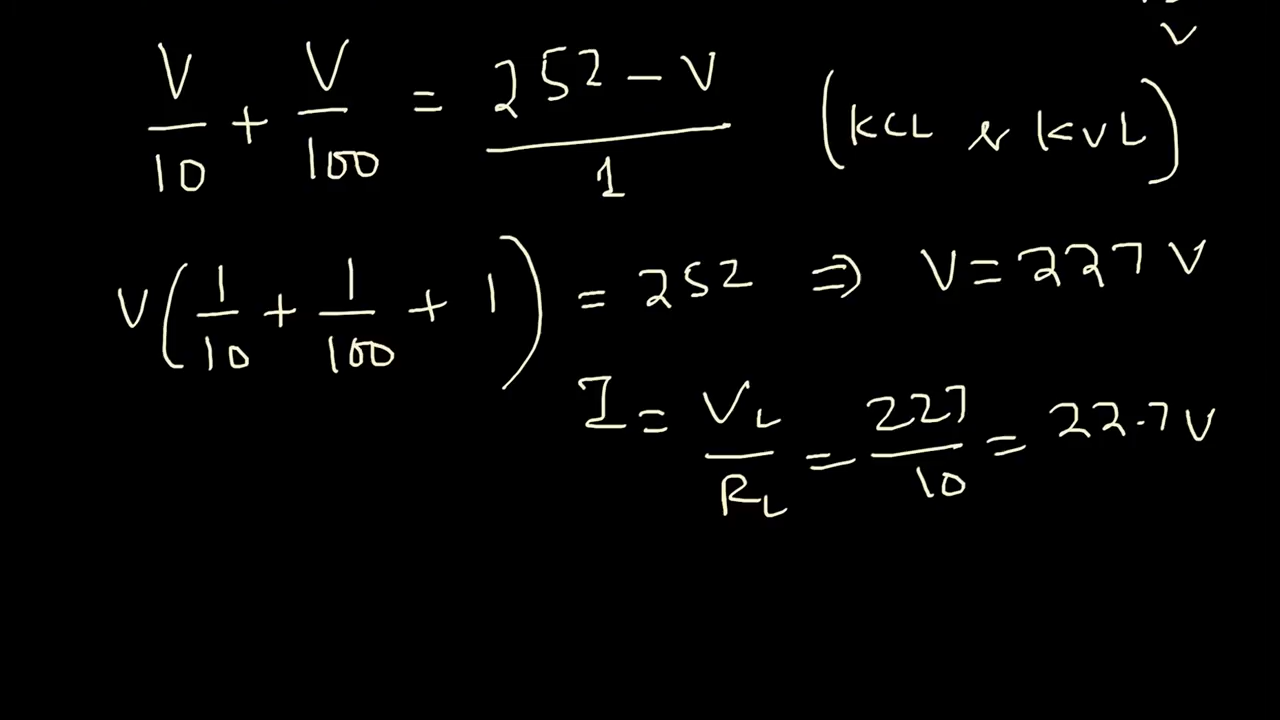 V
V/10 + V/100 = 252 - V/1 (KCL & KVL)
V(1/10 + 1/100 + 1) = 252 ⇒ V = 227 V
I = V_L/R_L = 227/10 = 22.7 V